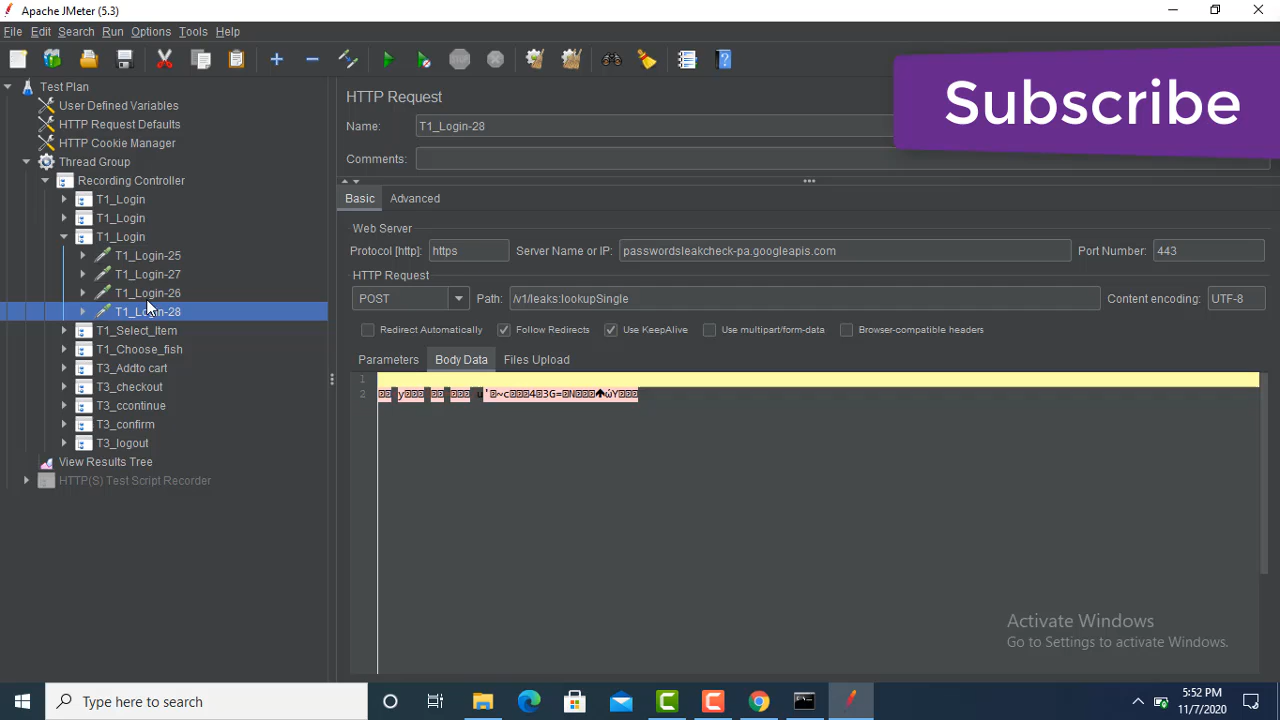 Apache JMeter (5.3)
File Edit Search Run Options Tools Help
Subscribe
Test Plan
User Defined Variables
HTTP Request Defaults
HTTP Cookie Manager
Thread Group
Recording Controller
T1_Login
T1_Login
T1_Login
T1_Login-25
T1_Login-27
T1_Login-26
T1_Login-28
T1_Select_Item
T1_Choose_fish
T3_Addto cart
T3_checkout
T3_ccontinue
T3_confirm
T3_logout
View Results Tree
HTTP(S) Test Script Recorder
HTTP Request
Name: T1_Login-28
Comments:
Basic Advanced
Web Server
Protocol [http]: https Server Name or IP: passwordsleakcheck-pa.googleapis.com Port Number: 443
HTTP Request
POST Path: /v1/leaks:lookupSingle Content encoding: UTF-8
Redirect Automatically Follow Redirects Use KeepAlive Use multipart/form-data Browser-compatible headers
Parameters Body Data Files Upload
1
2
Activate Windows
Go to Settings to activate Windows.
Type here to search
5:52 PM
11/7/2020